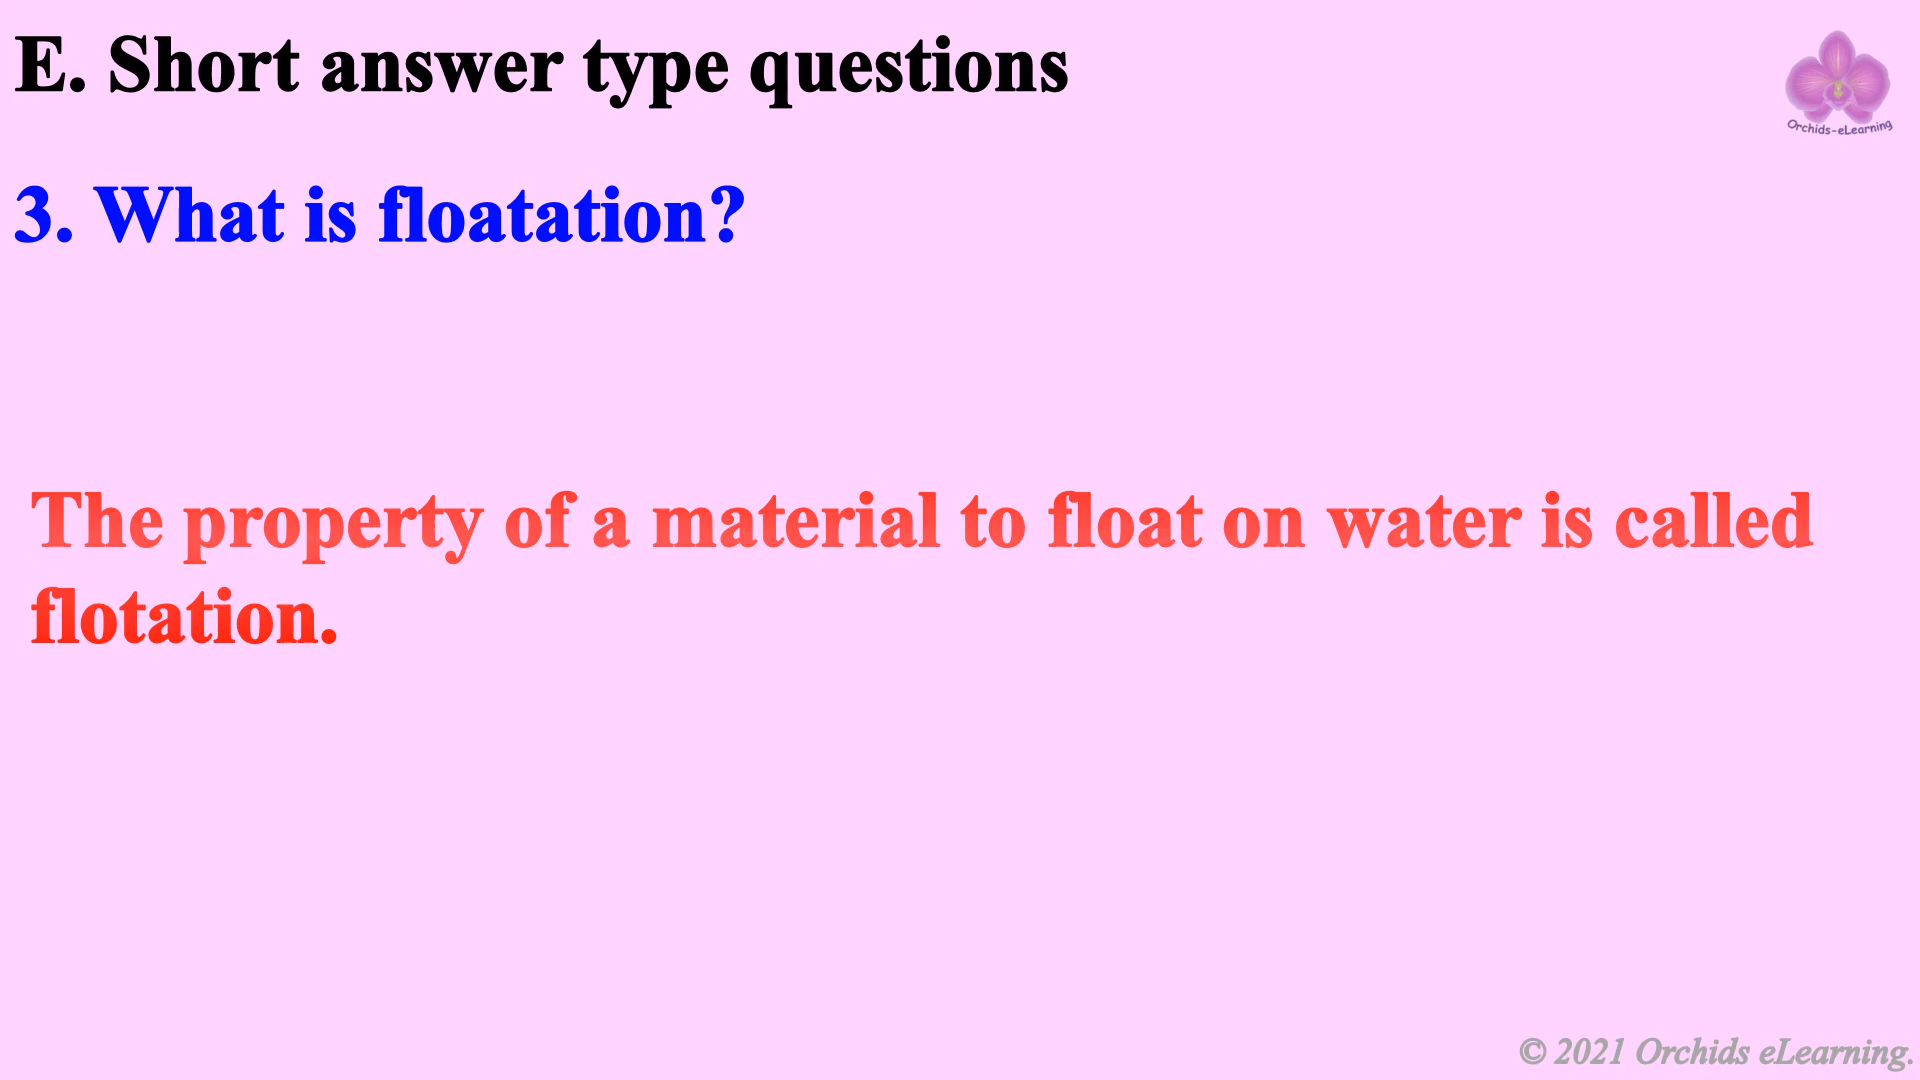 E. Short answer type questions
Orchids-eLearning
3. What is floatation?
The property of a material to float on water is called
flotation.
© 2021 Orchids eLearning.